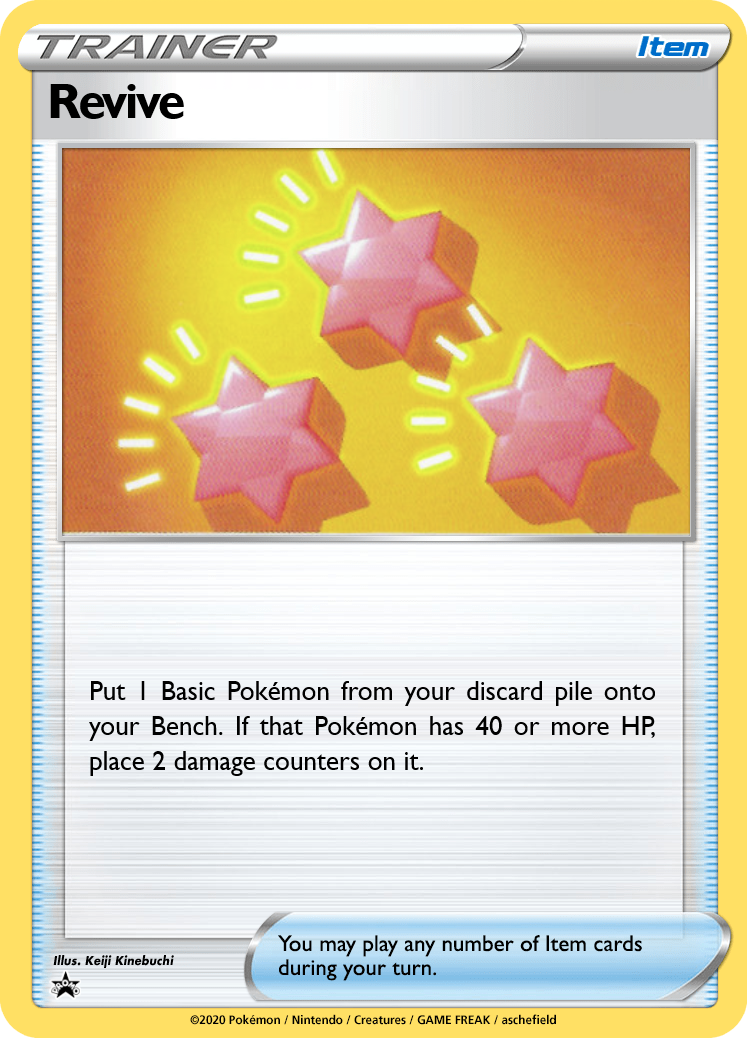 TRAINER
Item
Revive
Put 1 Basic Pokémon from your discard pile onto
your Bench. If that Pokémon has 40 or more HP,
place 2 damage counters on it.
You may play any number of Item cards
during your turn.
Illus. Keiji Kinebuchi
PROMO
©2020 Pokémon / Nintendo / Creatures / GAME FREAK / aschefield